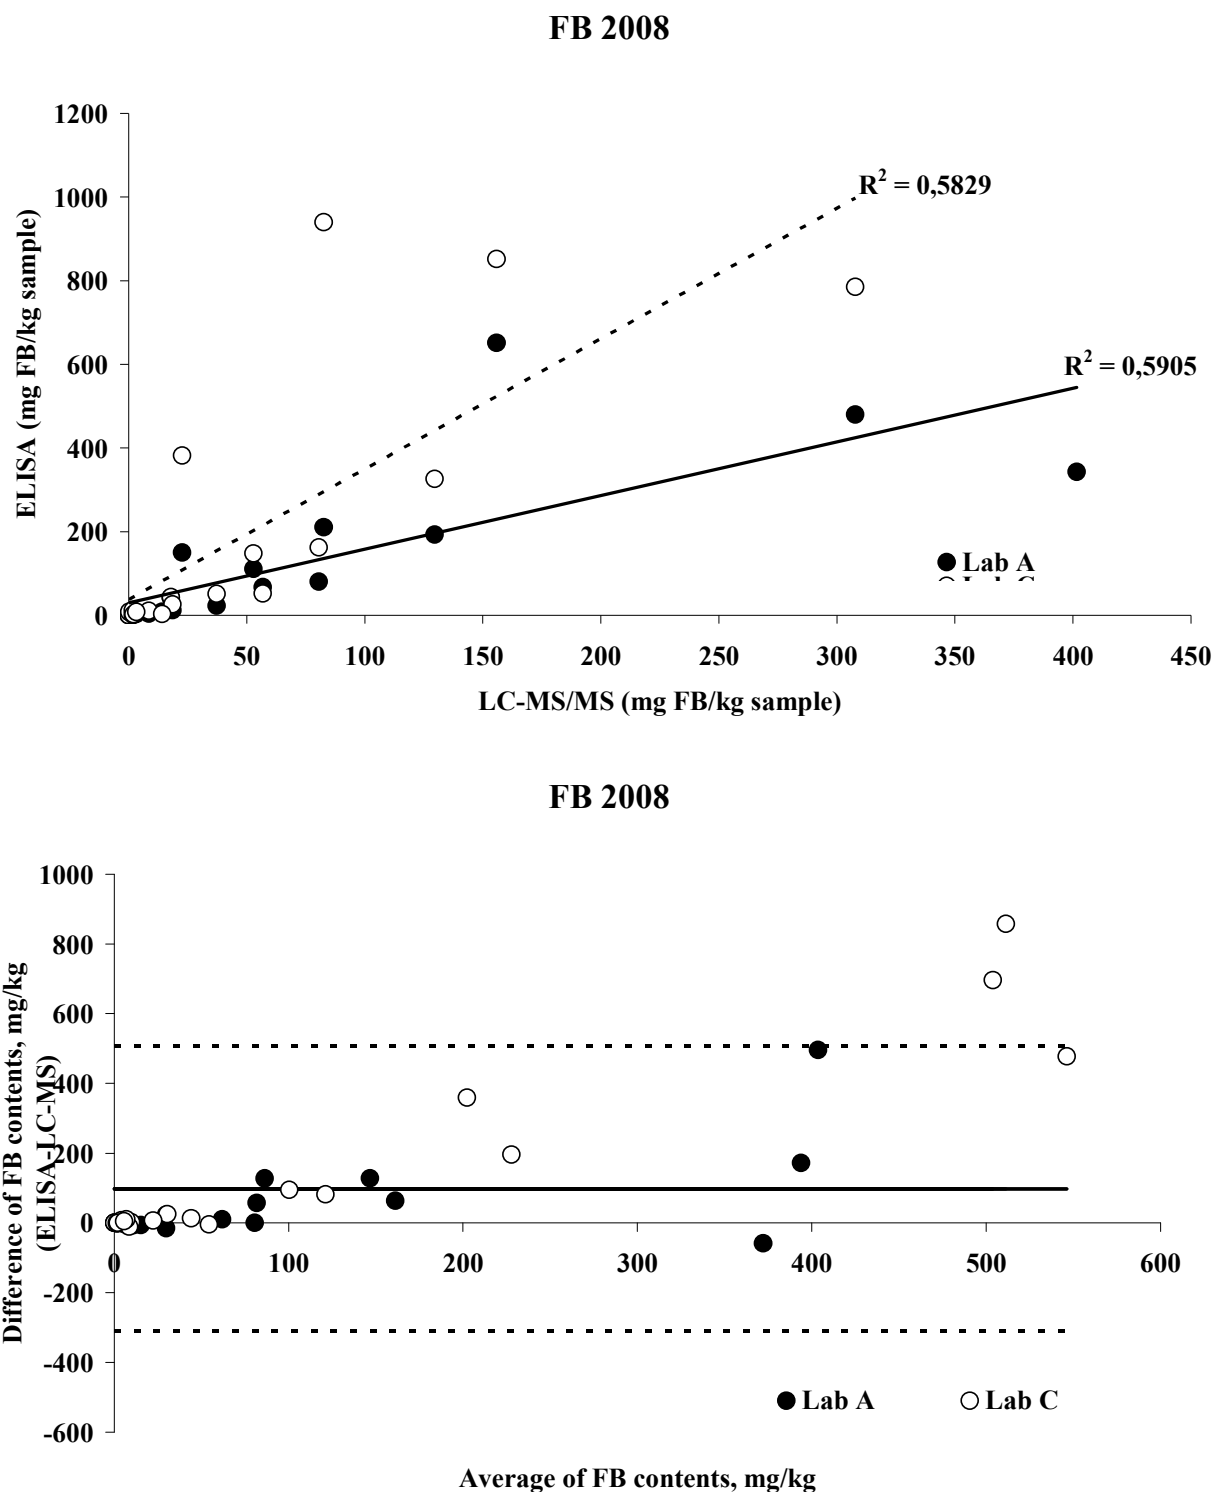 FB 2008
1200
1000
800
600
400
200
0
ELISA (mg FB/kg sample)
R² = 0,5829
R² = 0,5905
Lab A
0 50 100 150 200 250 300 350 400 450
LC-MS/MS (mg FB/kg sample)
FB 2008
1000
800
600
400
200
0
-200
-400
-600
Difference of FB contents, mg/kg
(ELISA-LC-MS)
0 100 200 300 400 500 600
Lab A Lab C
Average of FB contents, mg/kg